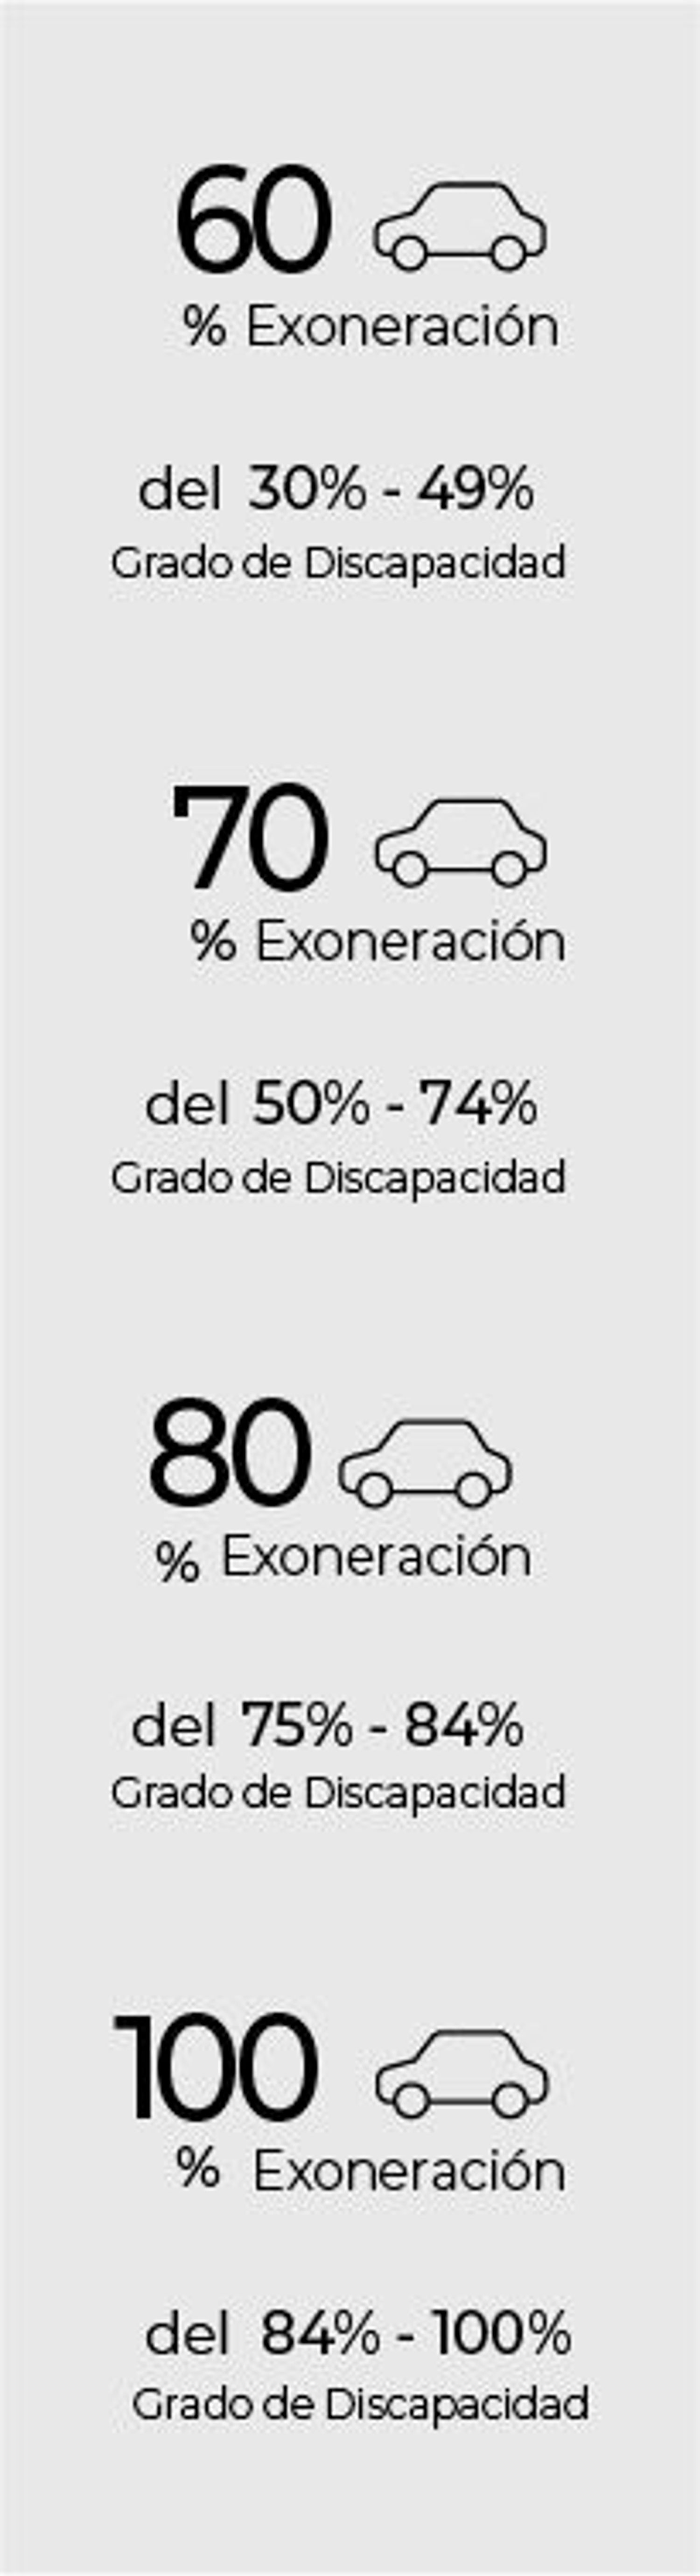 60
% Exoneración
del 30% - 49%
Grado de Discapacidad
70
% Exoneración
del 50% - 74%
Grado de Discapacidad
80
% Exoneración
del 75% - 84%
Grado de Discapacidad
100
% Exoneración
del 84% - 100%
Grado de Discapacidad